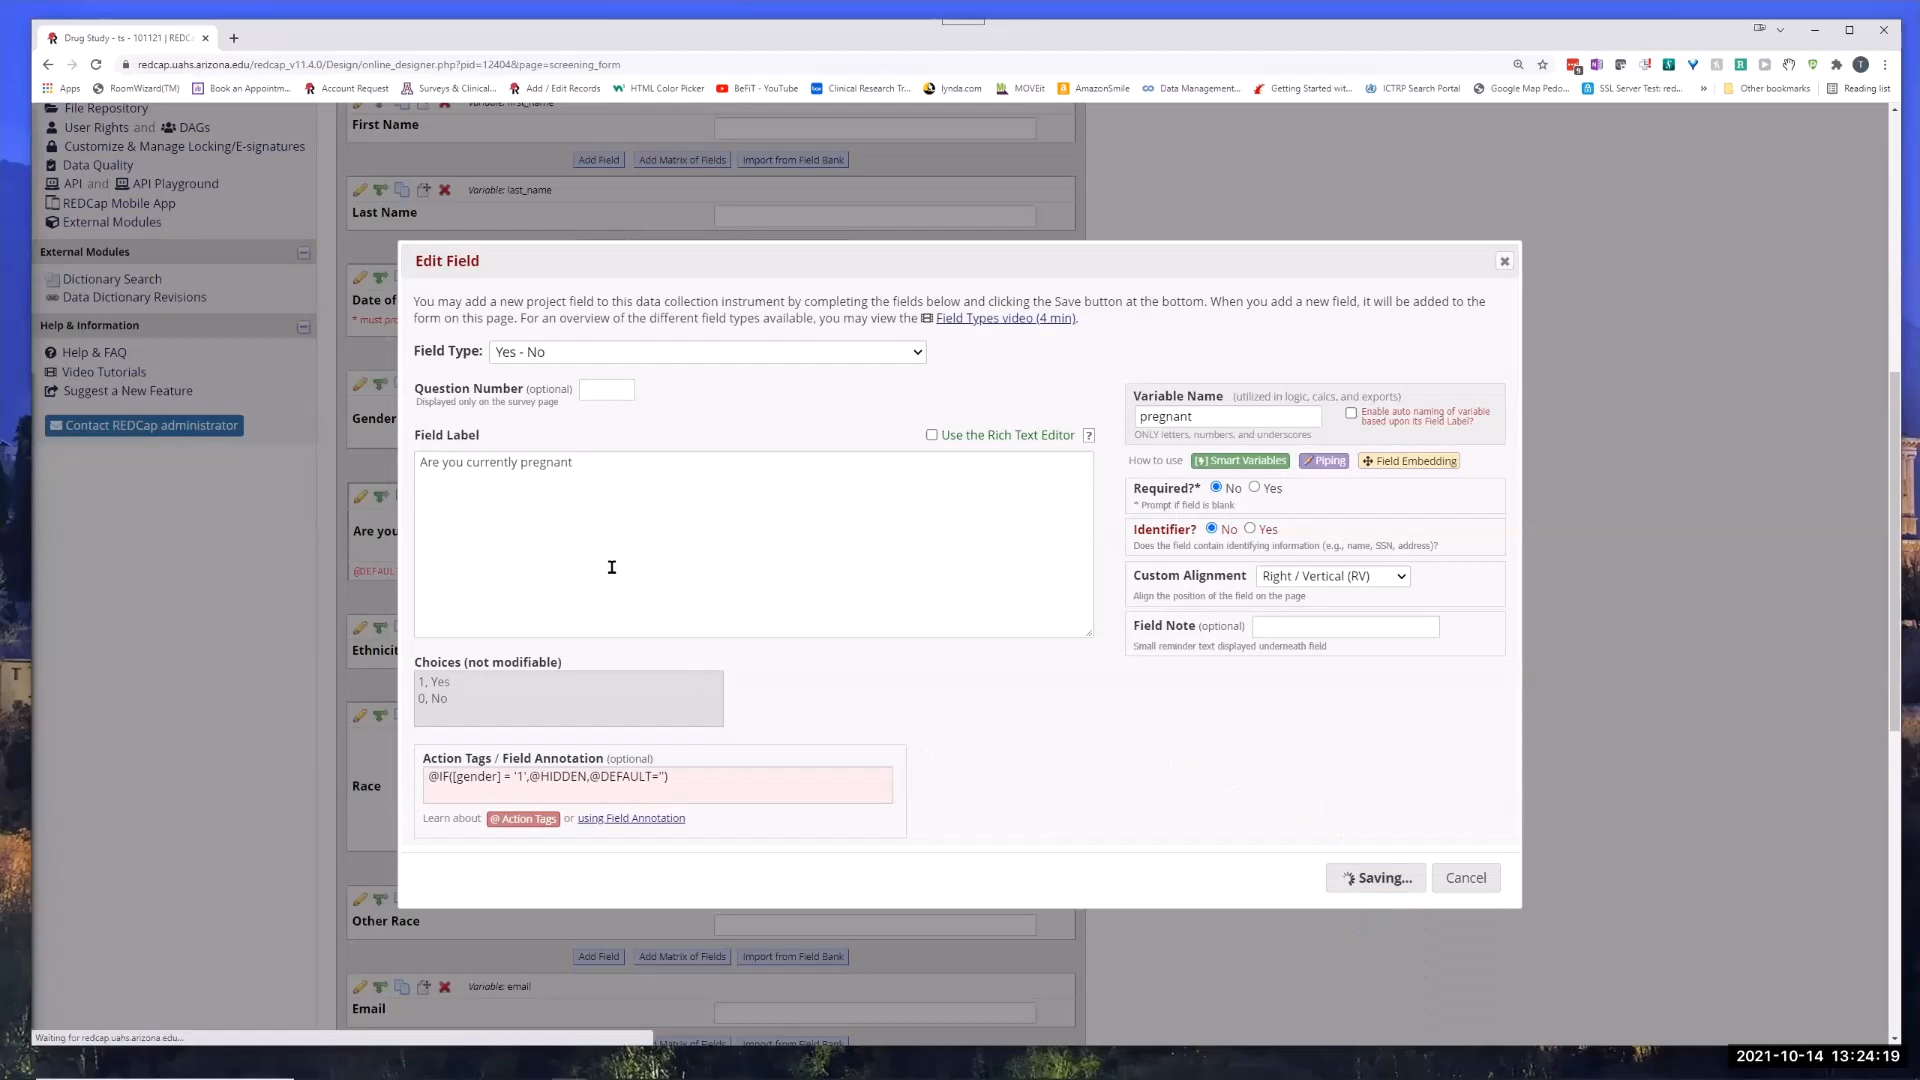 Drug Study - ts - 101121 | REDC
redcap.uahs.arizona.edu/redcap_v11.4.0/Design/online_designer.php?pid=12404&page=screening_form
Apps
RoomWizard(TM)
Book an Appointm...
Account Request
Surveys & Clinical...
Add / Edit Records
HTML Color Picker
BeFiT - YouTube
Clinical Research Tr...
lynda.com
MOVEit
AmazonSmile
Data Management...
Getting Started wit...
ICTRP Search Portal
Google Map Pedo...
SSL Server Test: red...
»
Other bookmarks
Reading list
File Repository
User Rights and DAGs
Customize & Manage Locking/E-signatures
Data Quality
API and API Playground
REDCap Mobile App
External Modules
External Modules
Dictionary Search
Data Dictionary Revisions
Help & Information
Help & FAQ
Video Tutorials
Suggest a New Feature
Contact REDCap administrator
First Name
Add Field
Add Matrix of Fields
Import from Field Bank
Variable: last_name
Last Name
Date of
* must pro
Gender
Are you
@DEFAUL
Ethnicit
Race
Other Race
Add Field
Add Matrix of Fields
Import from Field Bank
Variable: email
Email
Import from Field Bank
Edit Field
You may add a new project field to this data collection instrument by completing the fields below and clicking the Save button at the bottom. When you add a new field, it will be added to the
form on this page. For an overview of the different field types available, you may view the Field Types video (4 min).
Field Type: Yes - No
Question Number (optional)
Displayed only on the survey page
Field Label
Use the Rich Text Editor ?
Are you currently pregnant
Choices (not modifiable)
1, Yes
0, No
Action Tags / Field Annotation (optional)
@IF([gender] = '1',@HIDDEN,@DEFAULT='')
Learn about @ Action Tags or using Field Annotation
Variable Name (utilized in logic, calcs, and exports)
pregnant
Enable auto naming of variable
based upon its Field Label?
ONLY letters, numbers, and underscores
How to use Smart Variables Piping Field Embedding
Required?* No Yes
* Prompt if field is blank
Identifier? No Yes
Does the field contain identifying information (e.g., name, SSN, address)?
Custom Alignment Right / Vertical (RV)
Align the position of the field on the page
Field Note (optional)
Small reminder text displayed underneath field
Saving...
Cancel
Waiting for redcap.uahs.arizona.edu...
2021-10-14 13:24:19